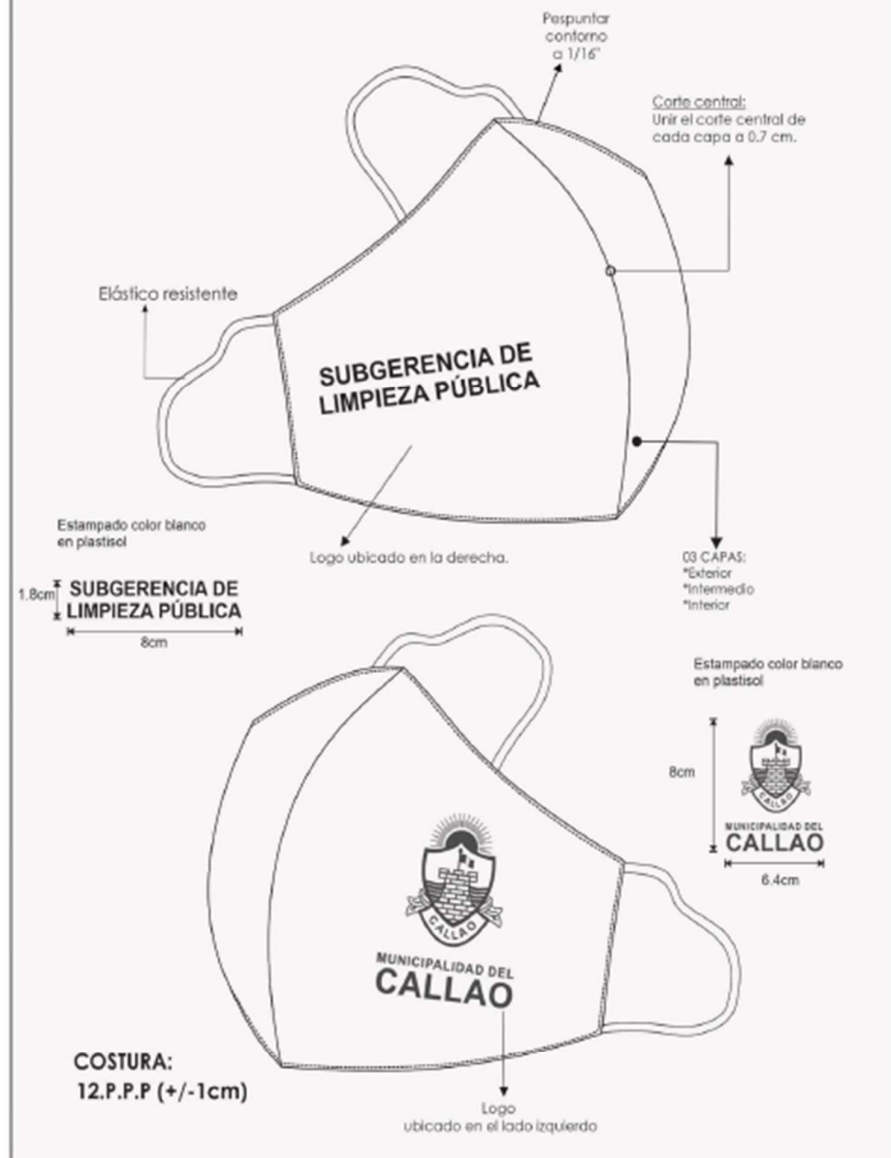 Pespuntar
contorno
a 1/16"
Corte central:
Unir el corte central de
cada capa a 0.7 cm.
Elástico resistente
SUBGERENCIA DE
LIMPIEZA PÚBLICA
Estampado color blanco
en plastisol
Logo ubicado en la derecha.
1.8cm
SUBGERENCIA DE
LIMPIEZA PÚBLICA
8cm
03 CAPAS:
*Exterior
*Intermedio
*Interior
Estampado color blanco
en plastisol
8cm
CALLAO
MUNICIPALIDAD DEL
CALLAO
6.4cm
CALLAO
MUNICIPALIDAD DEL
CALLAO
COSTURA:
12.P.P.P (+/-1cm)
Logo
ubicado en el lado izquierdo